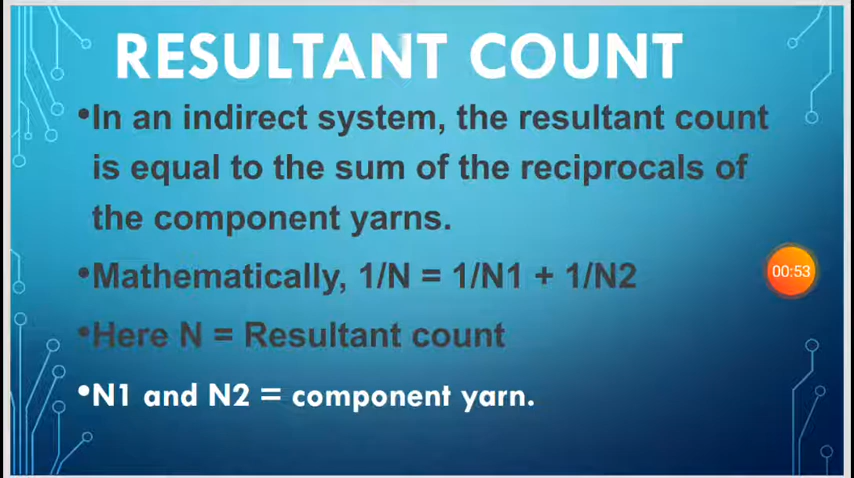 RESULTANT COUNT
•In an indirect system, the resultant count
is equal to the sum of the reciprocals of
the component yarns.
•Mathematically, 1/N = 1/N1 + 1/N2
00:53
•Here N = Resultant count
•N1 and N2 = component yarn.